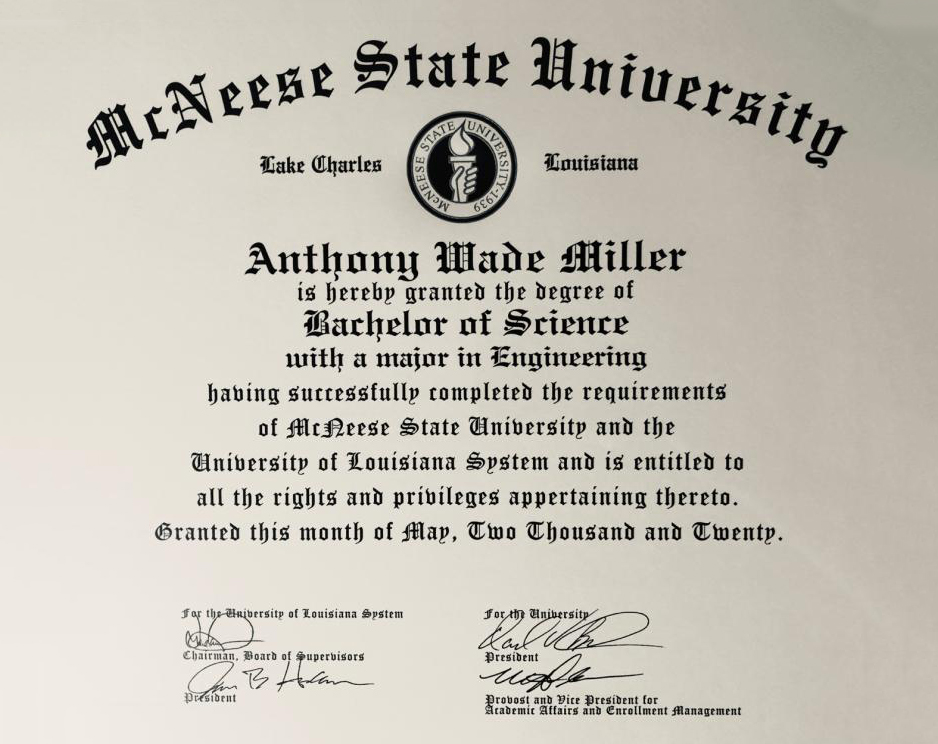 McNeese State University
Lake Charles
McNEESE STATE UNIVERSITY·1939
Louisiana
Anthony Wade Miller
is hereby granted the degree of
Bachelor of Science
with a major in Engineering
having successfully completed the requirements
of McNeese State University and the
University of Louisiana System and is entitled to
all the rights and privileges appertaining thereto.
Granted this month of May, Two Thousand and Twenty.
For the University of Louisiana System
Chairman, Board of Supervisors
President
For the University
President
Provost and Vice President for
Academic Affairs and Enrollment Management